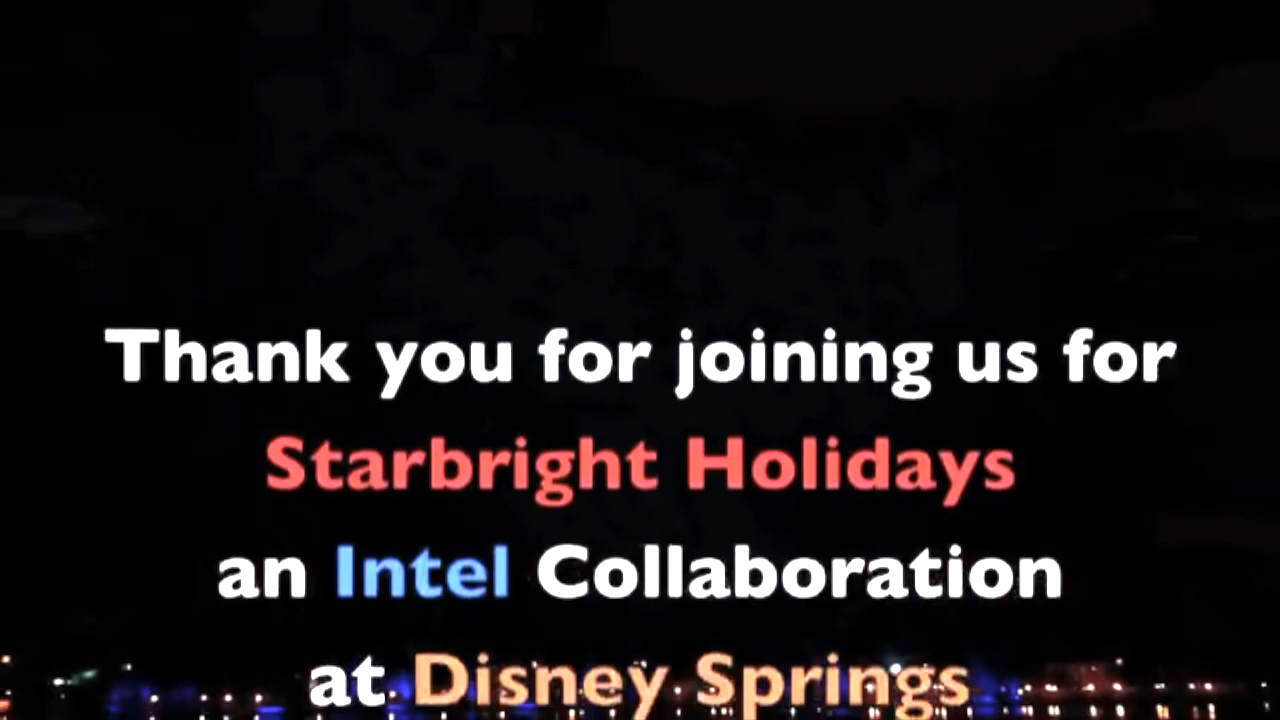 Thank you for joining us for
Starbright Holidays
an Intel Collaboration
at Disney Springs